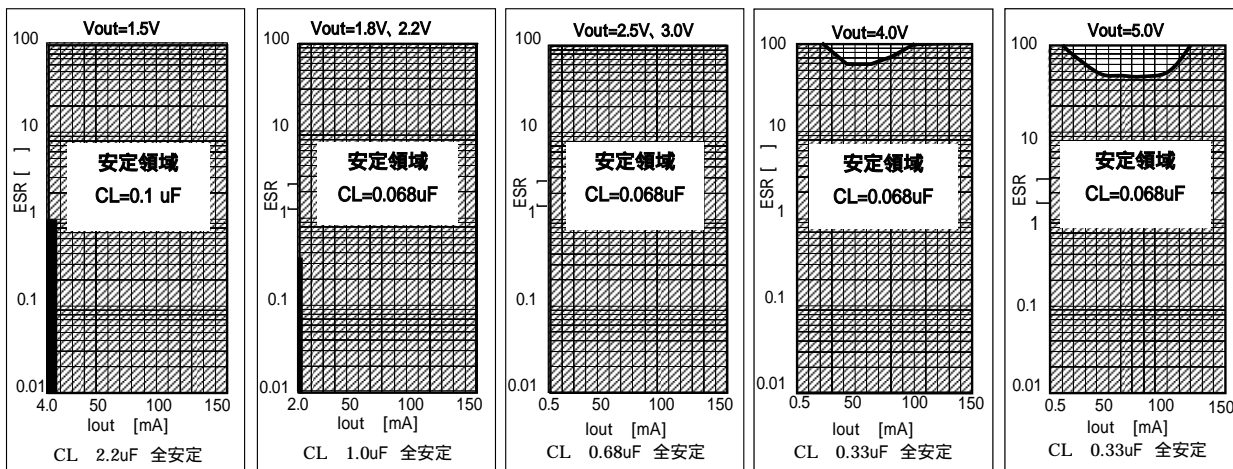 Vout=1.5V
100
10
安定領域
CL=0.1 uF
ESR [ ]
1
0.1
0.01
4.0 50 100 150
Iout [mA]
CL 2.2uF 全安定
Vout=1.8V、2.2V
100
10
安定領域
CL=0.068uF
ESR [ ]
1
0.1
0.01
2.0 50 100 150
Iout [mA]
CL 1.0uF 全安定
Vout=2.5V、3.0V
100
10
安定領域
CL=0.068uF
ESR [ ]
1
0.1
0.01
0.5 50 100 150
Iout [mA]
CL 0.68uF 全安定
Vout=4.0V
100
10
安定領域
CL=0.068uF
ESR [ ]
1
0.1
0.01
0.5 50 100 150
Iout [mA]
CL 0.33uF 全安定
Vout=5.0V
100
10
安定領域
CL=0.068uF
ESR [ ]
1
0.1
0.01
0.5 50 100 150
Iout [mA]
CL 0.33uF 全安定